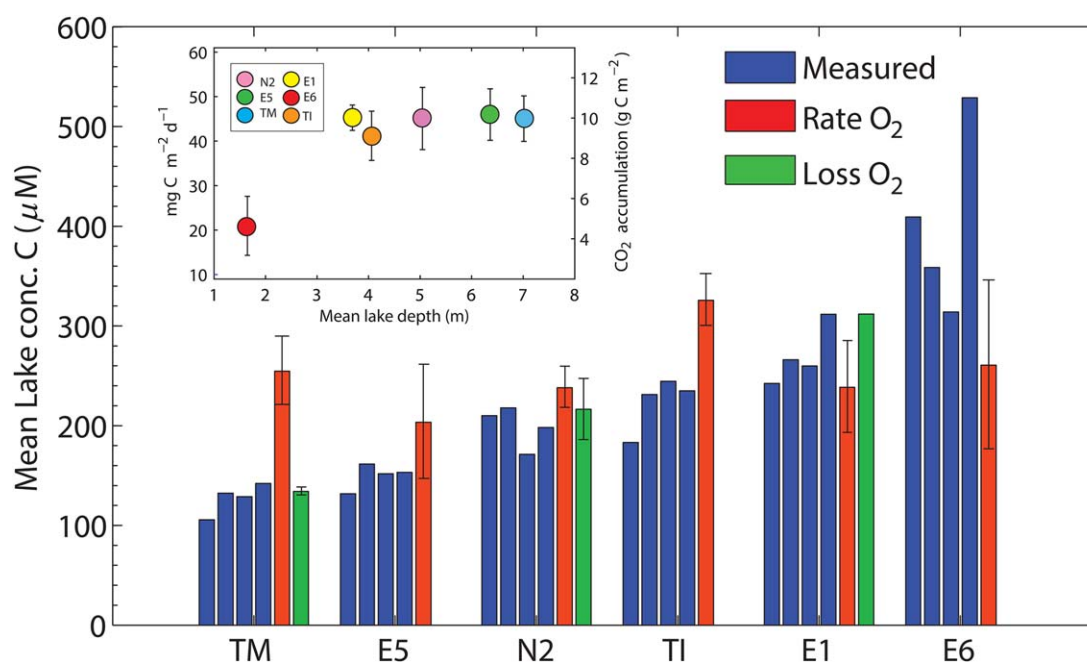 600
500
400
300
200
100
0
Mean Lake conc. C (μM)
TM
E5
N2
TI
E1
E6
Measured
Rate O₂
Loss O₂
60
50
40
30
20
10
mg C m⁻² d⁻¹
N2
E1
E5
E6
TM
TI
10
8
6
4
12
CO₂ accumulation (g C m⁻²)
1
2
3
4
5
6
7
8
Mean lake depth (m)